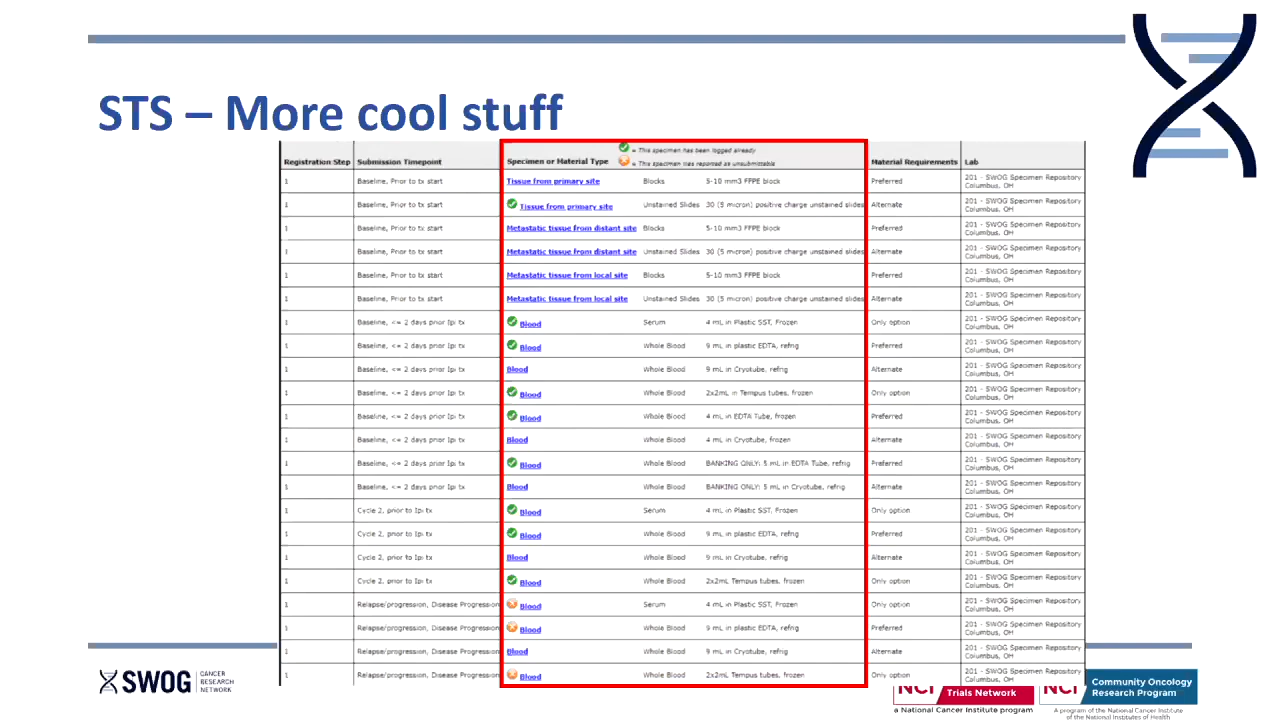 STS – More cool stuff
= This specimen has been logged already
Registration Step Submission Timepoint Specimen or Material Type = This specimen was reported as unsubmittable Material Requirements Lab
1 Baseline, Prior to tx start Tissue from primary site Blocks 5-10 mm3 FFPE block Preferred 201 - SWOG Specimen Repository Columbus, OH
1 Baseline, Prior to tx start Tissue from primary site Unstained Slides 30 (5 micron) positive charge unstained slides Alternate 201 - SWOG Specimen Repository Columbus, OH
1 Baseline, Prior to tx start Metastatic tissue from distant site Blocks 5-10 mm3 FFPE block Preferred 201 - SWOG Specimen Repository Columbus, OH
1 Baseline, Prior to tx start Metastatic tissue from distant site Unstained Slides 30 (5 micron) positive charge unstained slides Alternate 201 - SWOG Specimen Repository Columbus, OH
1 Baseline, Prior to tx start Metastatic tissue from local site Blocks 5-10 mm3 FFPE block Preferred 201 - SWOG Specimen Repository Columbus, OH
1 Baseline, Prior to tx start Metastatic tissue from local site Unstained Slides 30 (5 micron) positive charge unstained slides Alternate 201 - SWOG Specimen Repository Columbus, OH
1 Baseline, <= 2 days prior Ipi tx Blood Serum 4 mL in Plastic SST, Frozen Only option 201 - SWOG Specimen Repository Columbus, OH
1 Baseline, <= 2 days prior Ipi tx Blood Whole Blood 9 mL in plastic EDTA, refrig Preferred 201 - SWOG Specimen Repository Columbus, OH
1 Baseline, <= 2 days prior Ipi tx Blood Whole Blood 9 mL in Cryotube, refrig Alternate 201 - SWOG Specimen Repository Columbus, OH
1 Baseline, <= 2 days prior Ipi tx Blood Whole Blood 2x2mL in Tempus tubes, frozen Only option 201 - SWOG Specimen Repository Columbus, OH
1 Baseline, <= 2 days prior Ipi tx Blood Whole Blood 4 mL in EDTA Tube, frozen Preferred 201 - SWOG Specimen Repository Columbus, OH
1 Baseline, <= 2 days prior Ipi tx Blood Whole Blood 4 mL in Cryotube, frozen Alternate 201 - SWOG Specimen Repository Columbus, OH
1 Baseline, <= 2 days prior Ipi tx Blood Whole Blood BANKING ONLY: 5 mL in EDTA Tube, refrig Preferred 201 - SWOG Specimen Repository Columbus, OH
1 Baseline, <= 2 days prior Ipi tx Blood Whole Blood BANKING ONLY: 5 mL in Cryotube, refrig Alternate 201 - SWOG Specimen Repository Columbus, OH
1 Cycle 2, prior to Ipi tx Blood Serum 4 mL in Plastic SST, Frozen Only option 201 - SWOG Specimen Repository Columbus, OH
1 Cycle 2, prior to Ipi tx Blood Whole Blood 9 mL in plastic EDTA, refrig Preferred 201 - SWOG Specimen Repository Columbus, OH
1 Cycle 2, prior to Ipi tx Blood Whole Blood 9 mL in Cryotube, refrig Alternate 201 - SWOG Specimen Repository Columbus, OH
1 Cycle 2, prior to Ipi tx Blood Whole Blood 2x2mL Tempus tubes, frozen Only option 201 - SWOG Specimen Repository Columbus, OH
1 Relapse/progression, Disease Progression Blood Serum 4 mL in Plastic SST, Frozen Only option 201 - SWOG Specimen Repository Columbus, OH
1 Relapse/progression, Disease Progression Blood Whole Blood 9 mL in plastic EDTA, refrig Preferred 201 - SWOG Specimen Repository Columbus, OH
1 Relapse/progression, Disease Progression Blood Whole Blood 9 mL in Cryotube, refrig Alternate 201 - SWOG Specimen Repository Columbus, OH
1 Relapse/progression, Disease Progression Blood Whole Blood 2x2mL Tempus tubes, frozen Only option 201 - SWOG Specimen Repository Columbus, OH
SWOG CANCER RESEARCH NETWORK
NCI Trials Network
a National Cancer Institute program
NCI Community Oncology Research Program
A program of the National Cancer Institute
of the National Institutes of Health